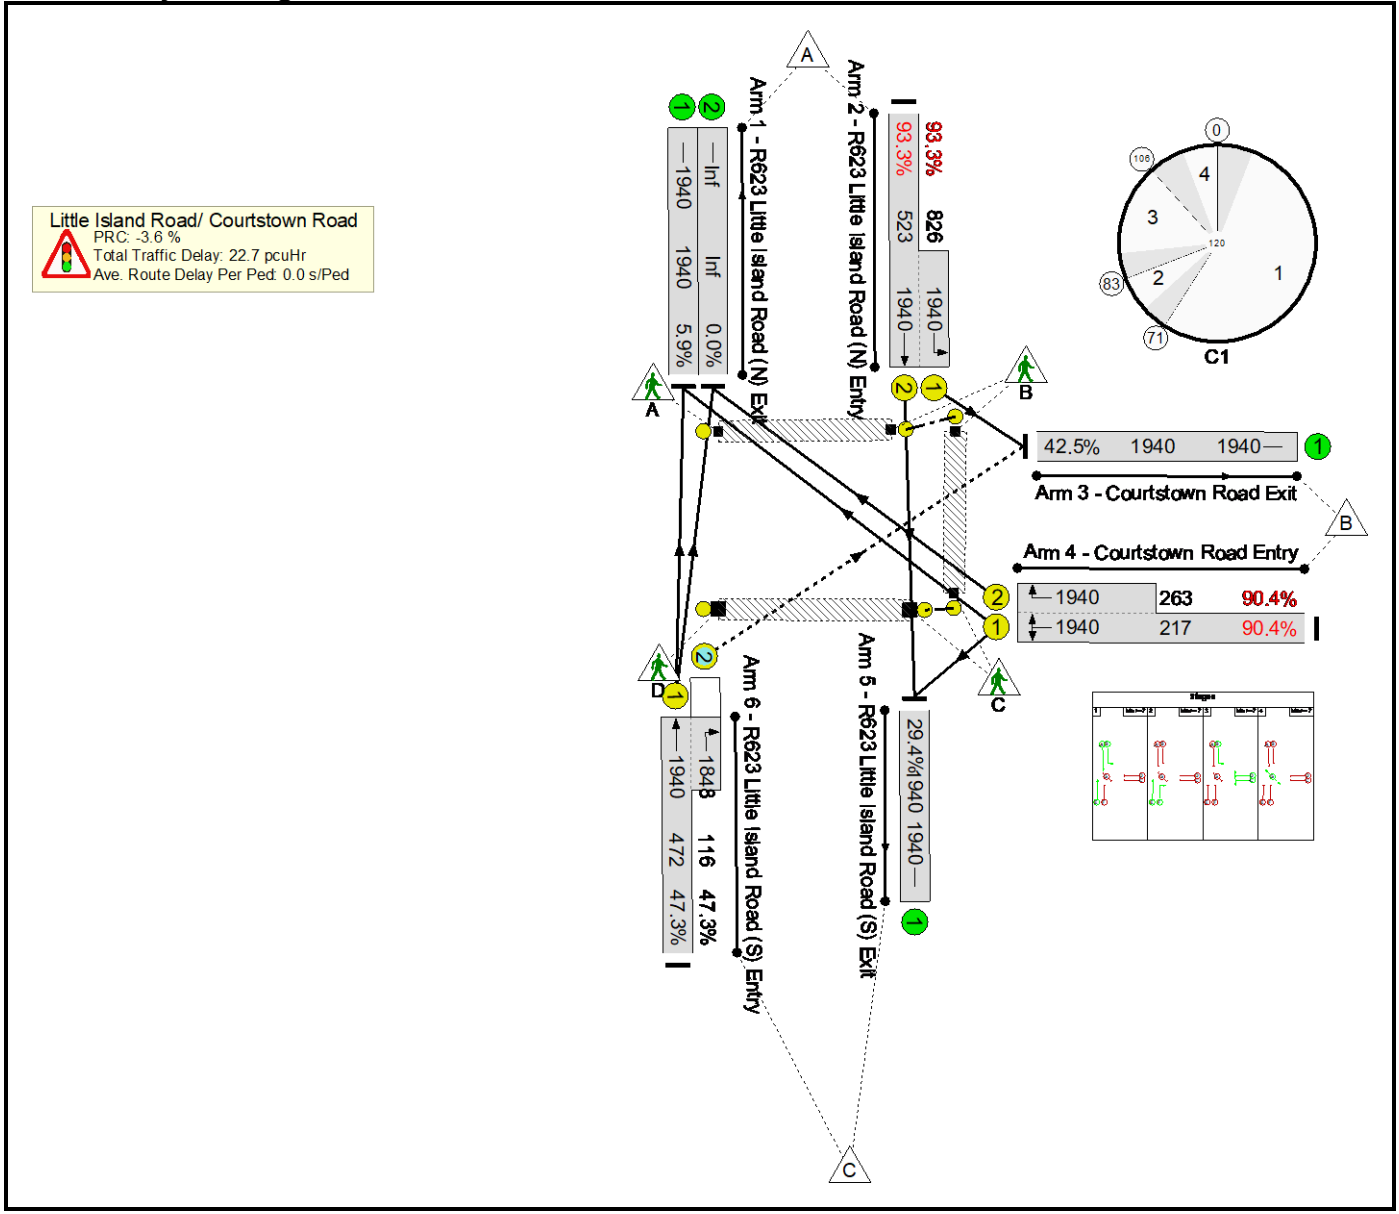 Little Island Road/ Courtstown Road
PRC: -3.6 %
Total Traffic Delay: 22.7 pcuHr
Ave. Route Delay Per Ped: 0.0 s/Ped
A
1
2
1940 1940 5.9%
Inf Inf 0.0%
Arm 1 - R623 Little Island Road (N) Exit
Arm 2 - R623 Little Island Road (N) Entry
93.3% 523 1940
93.3% 826 1940
2
1
0
106
4
3
120
2
1
83
71
C1
A
B
42.5% 1940 1940
1
Arm 3 - Courtstown Road Exit
B
Arm 4 - Courtstown Road Entry
2
1940 263 90.4%
1
1940 217 90.4%
D
2
1
C
1940 472 47.3%
1848 116 47.3%
Arm 6 - R623 Little Island Road (S) Entry
Arm 5 - R623 Little Island Road (S) Exit
29.4% 1940 1940
1
Stages
1
2
3
4
C